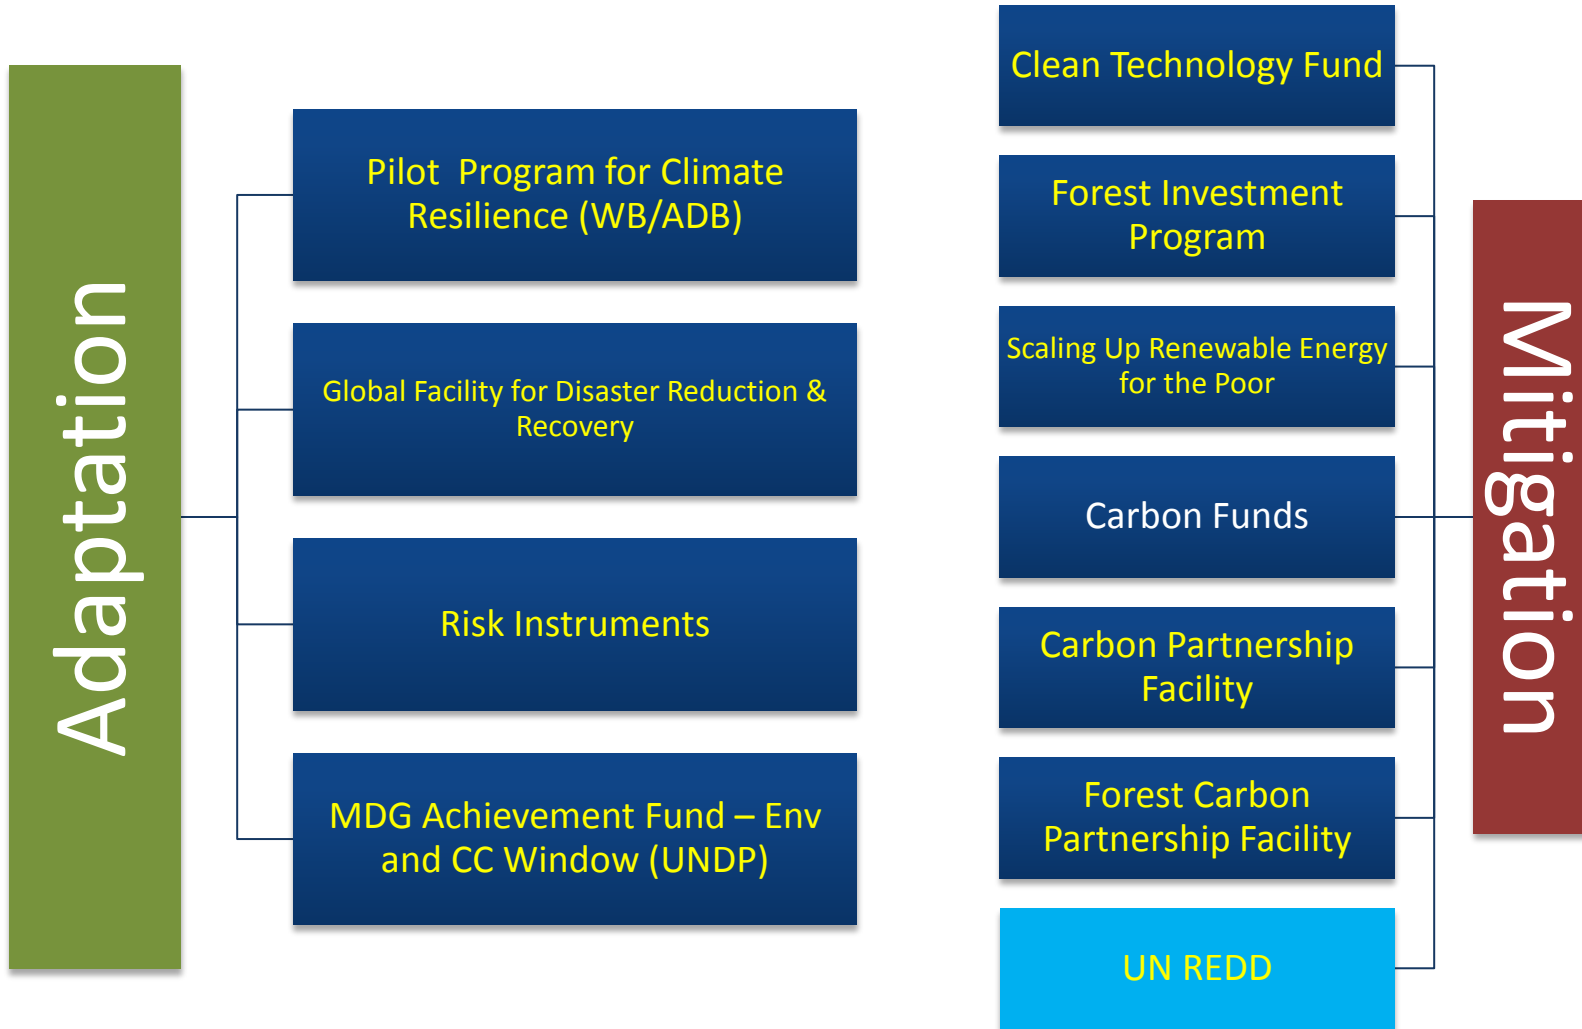 Adaptation
Pilot Program for Climate
Resilience (WB/ADB)
Global Facility for Disaster Reduction &
Recovery
Risk Instruments
MDG Achievement Fund – Env
and CC Window (UNDP)
Clean Technology Fund
Forest Investment
Program
Scaling Up Renewable Energy
for the Poor
Carbon Funds
Carbon Partnership
Facility
Forest Carbon
Partnership Facility
UN REDD
Mitigation